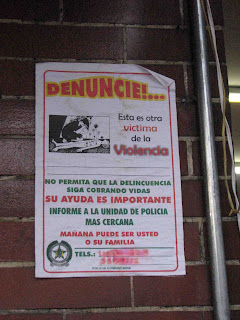 DENUNCIE!...
Esta es otra
victima
de la
Violencia
NO PERMITA QUE LA DELINCUENCIA
SIGA COBRANDO VIDAS
SU AYUDA ES IMPORTANTE
INFORME A LA UNIDAD DE POLICIA
MAS CERCANA
MAÑANA PUEDE SER USTED
O SU FAMILIA
TELS.: